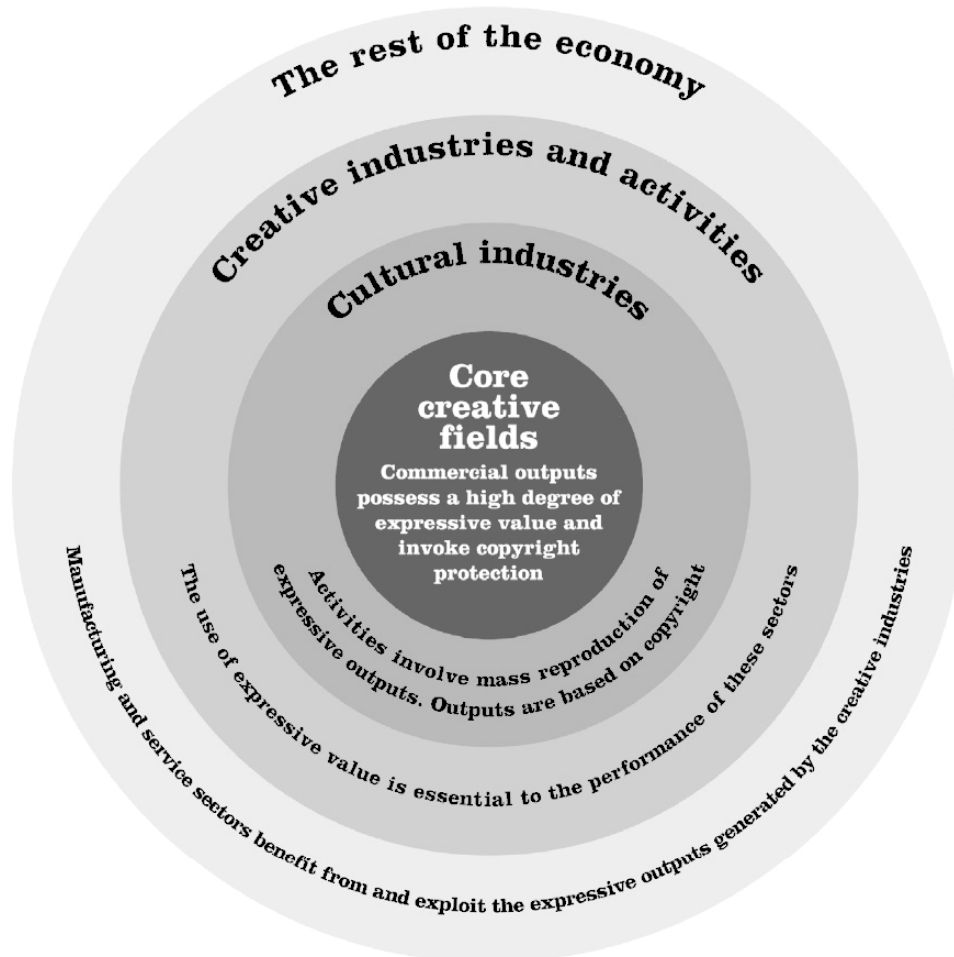 The rest of the economy
Creative industries and activities
Cultural industries
Core
creative
fields
Commercial outputs
possess a high degree of
expressive value and
invoke copyright
protection
Activities involve mass reproduction of
expressive outputs. Outputs are based on copyright
The use of expressive value is essential to the performance of these sectors
Manufacturing and service sectors benefit from and exploit the expressive outputs generated by the creative industries